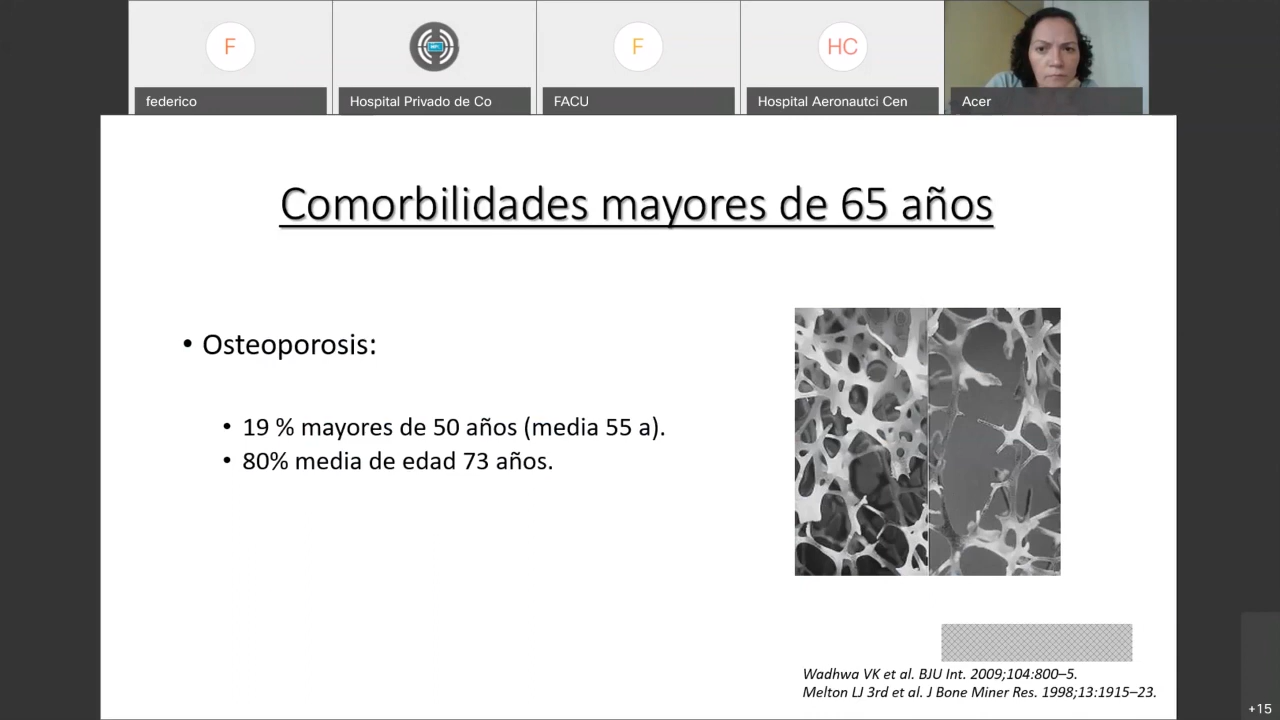 F
F
HC
federico
Hospital Privado de Co
FACU
Hospital Aeronautci Cen
Acer
Comorbilidades mayores de 65 años
• Osteoporosis:
• 19 % mayores de 50 años (media 55 a).
• 80% media de edad 73 años.
Wadhwa VK et al. BJU Int. 2009;104:800–5.
Melton LJ 3rd et al. J Bone Miner Res. 1998;13:1915–23.
+15